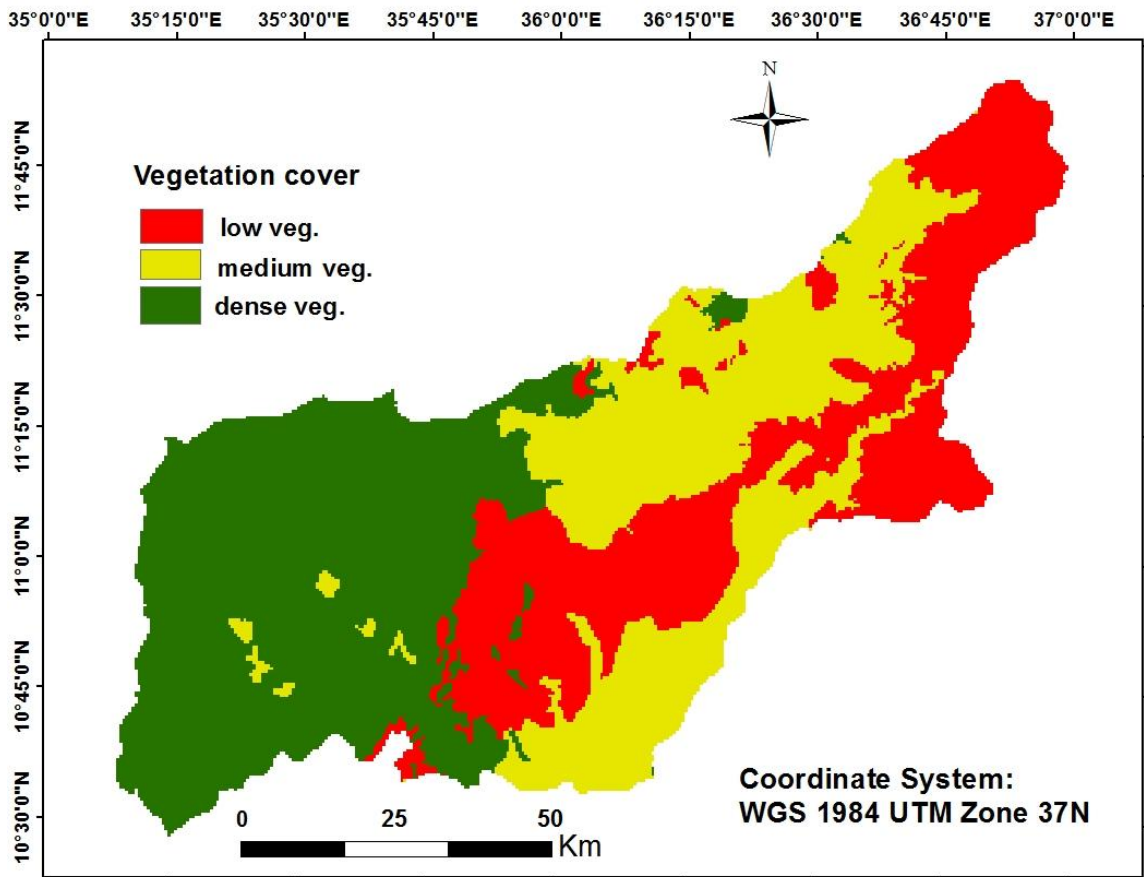 35°0'0"E 35°15'0"E 35°30'0"E 35°45'0"E 36°0'0"E 36°15'0"E 36°30'0"E 36°45'0"E 37°0'0"E
N
11°45'0"N
Vegetation cover
low veg.
medium veg.
dense veg.
11°30'0"N
11°15'0"N
11°0'0"N
10°45'0"N
10°30'0"N
Coordinate System:
WGS 1984 UTM Zone 37N
0 25 50
Km